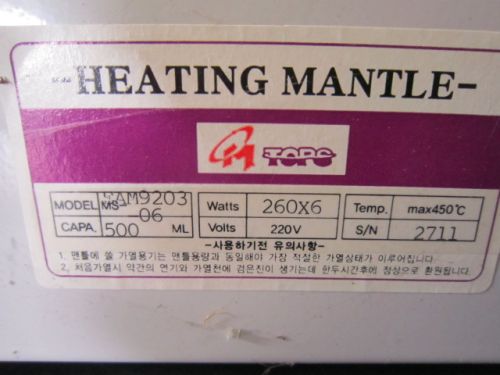 -HEATING MANTLE-
TOPS
MODEL MS-EAM9203-06 Watts 260X6 Temp. max450℃
CAPA. 500 ML Volts 220V S/N 2711
-사용하기전 유의사항-
1. 맨틀에 쓸 가열용기는 맨틀용량과 동일해야 가장 적절한 가열상태가 이루어집니다.
2. 처음가열시 약간의 연기와 가열천에 검은진이 생기는데 한두시간후에 정상으로 환원됩니다.